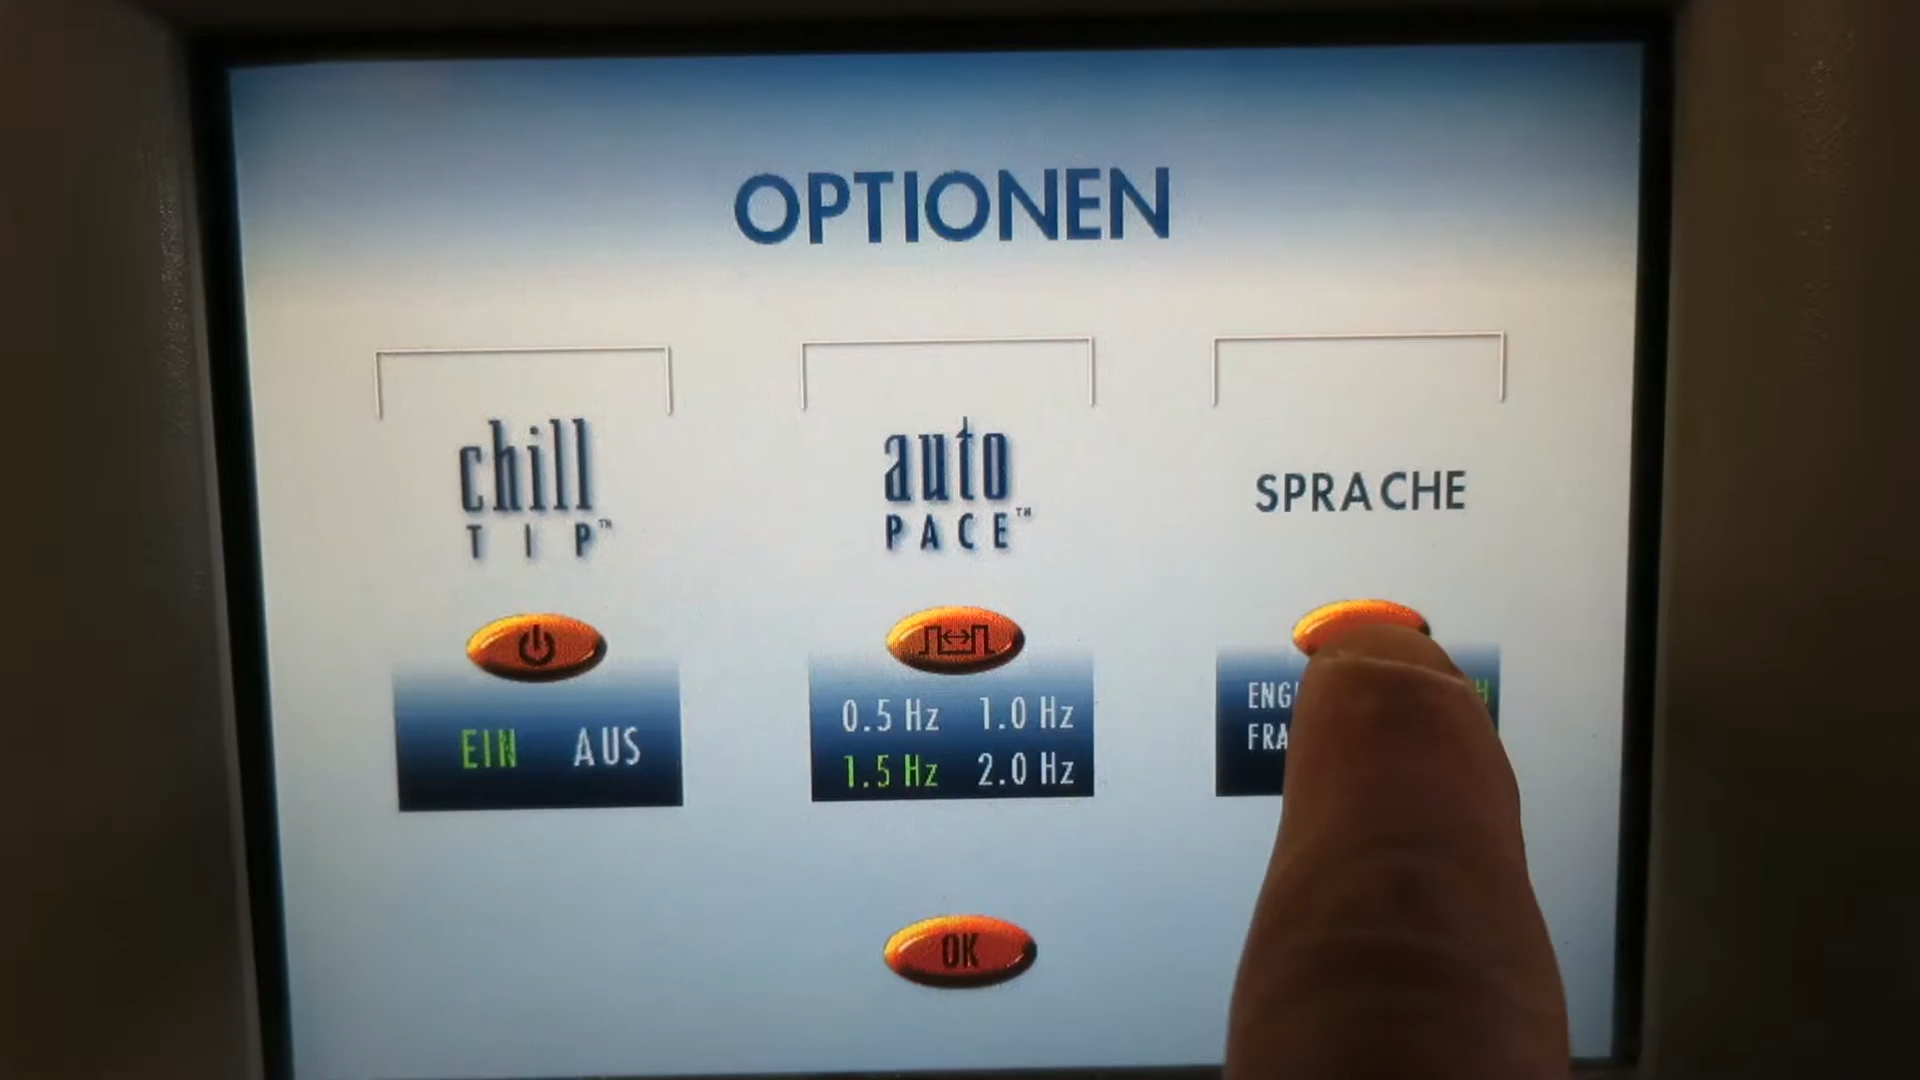 OPTIONEN
chill
TIP™
auto
PACE™
SPRACHE
EIN AUS
0.5 Hz 1.0 Hz
1.5 Hz 2.0 Hz
OK